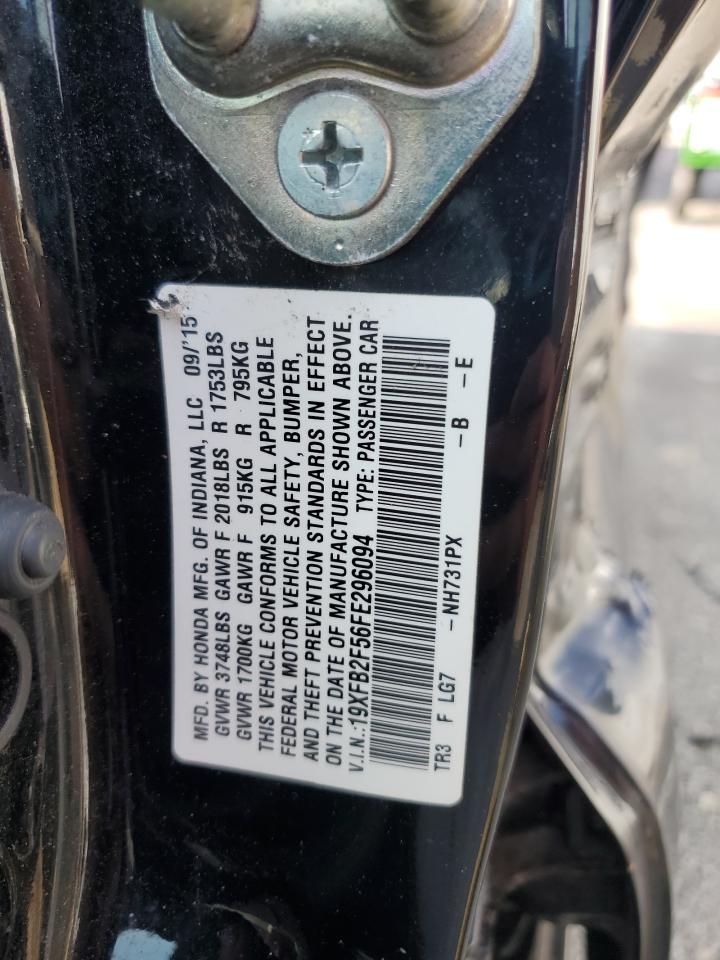 MFD. BY HONDA MFG. OF INDIANA, LLC 09/'15
GVWR 3748LBS GAWR F 2018LBS R 1753LBS
GVWR 1700KG GAWR F 915KG R 795KG
THIS VEHICLE CONFORMS TO ALL APPLICABLE
FEDERAL MOTOR VEHICLE SAFETY, BUMPER,
AND THEFT PREVENTION STANDARDS IN EFFECT
ON THE DATE OF MANUFACTURE SHOWN ABOVE.
V.I.N.:19XFB2F56FE296094 TYPE: PASSENGER CAR
TR3 F LG7 -NH731PX -B -E